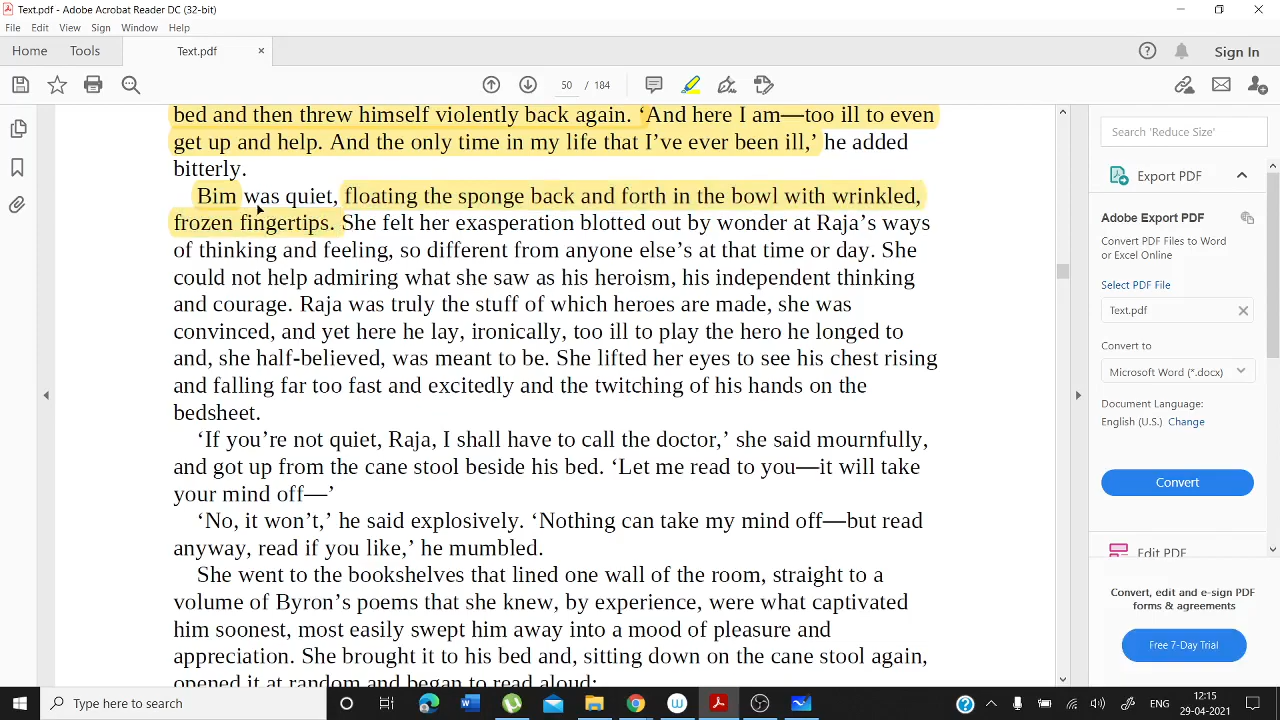 Text.pdf - Adobe Acrobat Reader DC (32-bit)
File Edit View Sign Window Help
Home Tools Text.pdf × Sign In
50 / 184
bed and then threw himself violently back again. ‘And here I am—too ill to even
get up and help. And the only time in my life that I’ve ever been ill,’ he added
bitterly.
Bim was quiet, floating the sponge back and forth in the bowl with wrinkled,
frozen fingertips. She felt her exasperation blotted out by wonder at Raja’s ways
of thinking and feeling, so different from anyone else’s at that time or day. She
could not help admiring what she saw as his heroism, his independent thinking
and courage. Raja was truly the stuff of which heroes are made, she was
convinced, and yet here he lay, ironically, too ill to play the hero he longed to
and, she half-believed, was meant to be. She lifted her eyes to see his chest rising
and falling far too fast and excitedly and the twitching of his hands on the
bedsheet.
‘If you’re not quiet, Raja, I shall have to call the doctor,’ she said mournfully,
and got up from the cane stool beside his bed. ‘Let me read to you—it will take
your mind off—’
‘No, it won’t,’ he said explosively. ‘Nothing can take my mind off—but read
anyway, read if you like,’ he mumbled.
She went to the bookshelves that lined one wall of the room, straight to a
volume of Byron’s poems that she knew, by experience, were what captivated
him soonest, most easily swept him away into a mood of pleasure and
appreciation. She brought it to his bed and, sitting down on the cane stool again,
opened it at random and began to read aloud:
Search 'Reduce Size'
Export PDF
Adobe Export PDF
Convert PDF Files to Word
or Excel Online
Select PDF File
Text.pdf
Convert to
Microsoft Word (*.docx)
Document Language:
English (U.S.) Change
Convert
Edit PDF
Convert, edit and e-sign PDF
forms & agreements
Free 7-Day Trial
Type here to search
ENG
12:15
29-04-2021